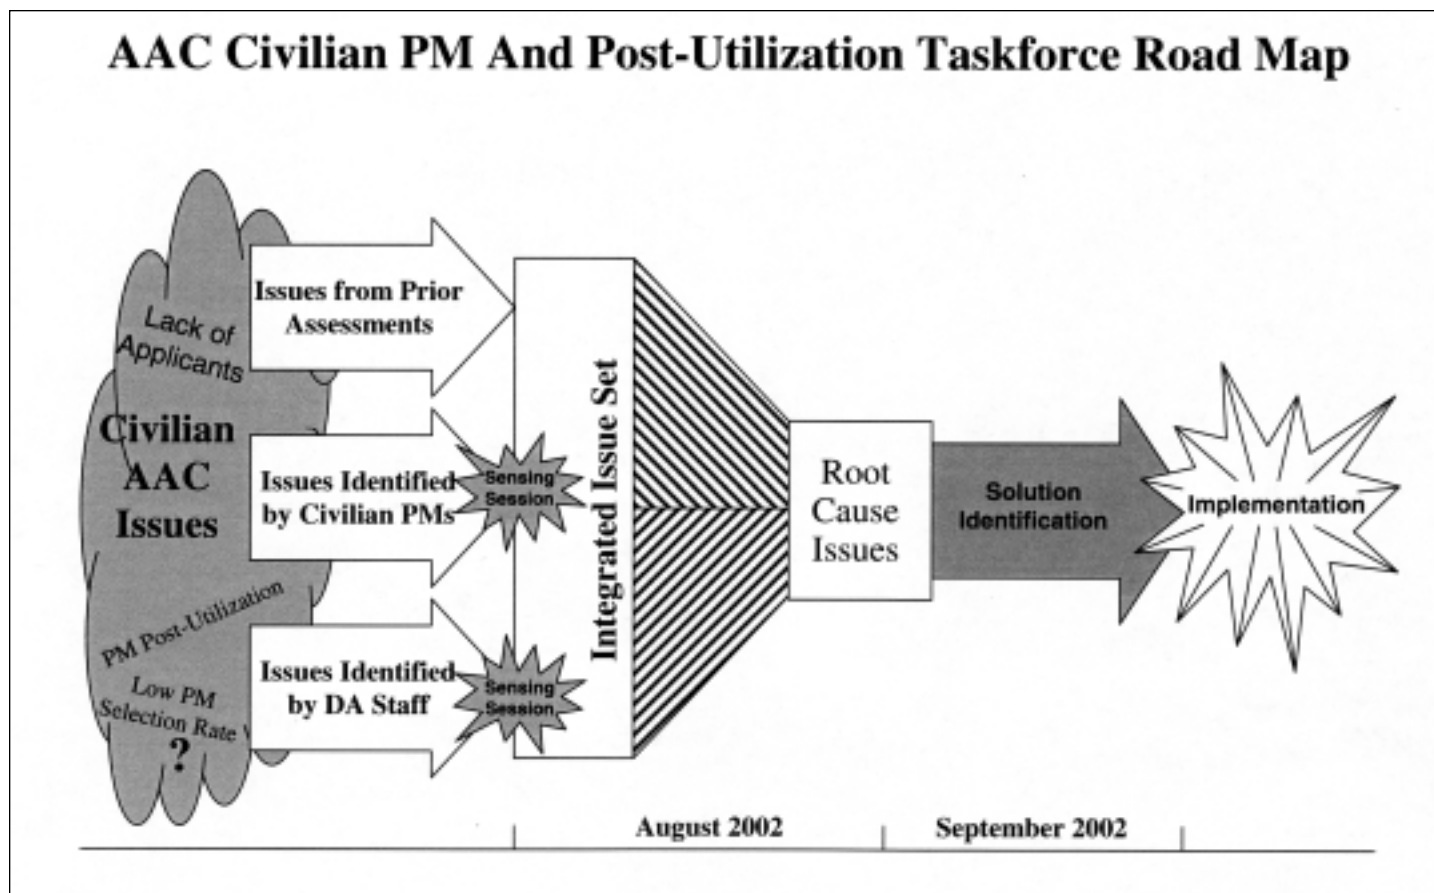 AAC Civilian PM And Post-Utilization Taskforce Road Map
Lack of
Applicants
Civilian
AAC
Issues
PM Post-Utilization
Low PM
Selection Rate
?
Issues from Prior
Assessments
Issues Identified
by Civilian PMs
Sensing
Session
Issues Identified
by DA Staff
Sensing
Session
Integrated Issue Set
Root
Cause
Issues
Solution
Identification
Implementation
August 2002
September 2002